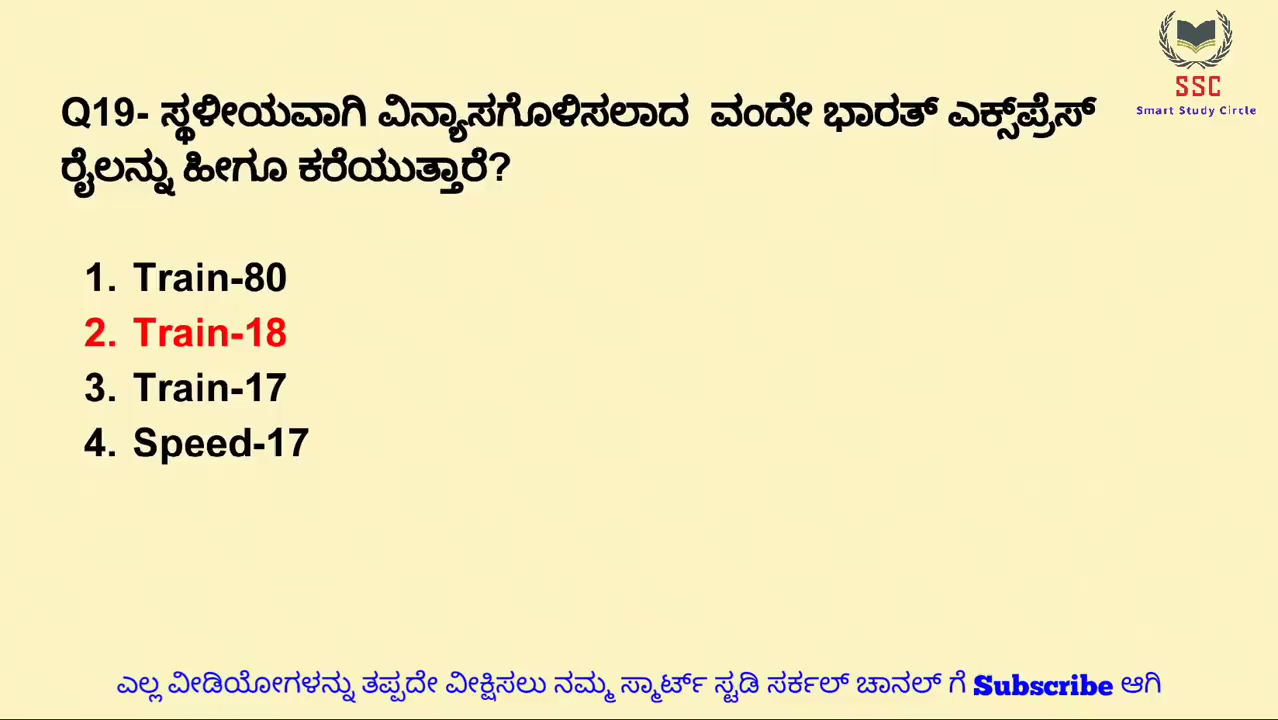 SSC
Smart Study Circle
Q19- ಸ್ಥಳೀಯವಾಗಿ ವಿನ್ಯಾಸಗೊಳಿಸಲಾದ ವಂದೇ ಭಾರತ್ ಎಕ್ಸ್‌ಪ್ರೆಸ್
ರೈಲನ್ನು ಹೀಗೂ ಕರೆಯುತ್ತಾರೆ?
1. Train-80
2. Train-18
3. Train-17
4. Speed-17
ಎಲ್ಲ ವೀಡಿಯೋಗಳನ್ನು ತಪ್ಪದೇ ವೀಕ್ಷಿಸಲು ನಮ್ಮ ಸ್ಮಾರ್ಟ್ ಸ್ಟಡಿ ಸರ್ಕಲ್ ಚಾನಲ್ ಗೆ Subscribe ಆಗಿ